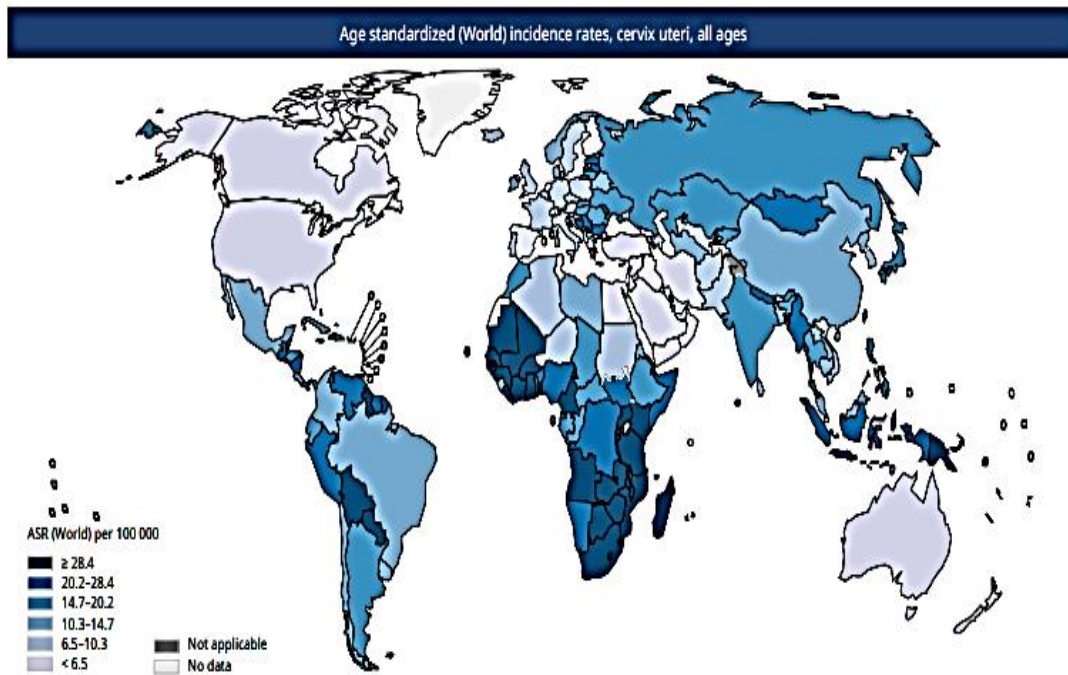 Age standardized (World) incidence rates, cervix uteri, all ages
ASR (World) per 100 000
≥ 28.4
20.2–28.4
14.7–20.2
10.3–14.7
6.5–10.3
< 6.5
Not applicable
No data